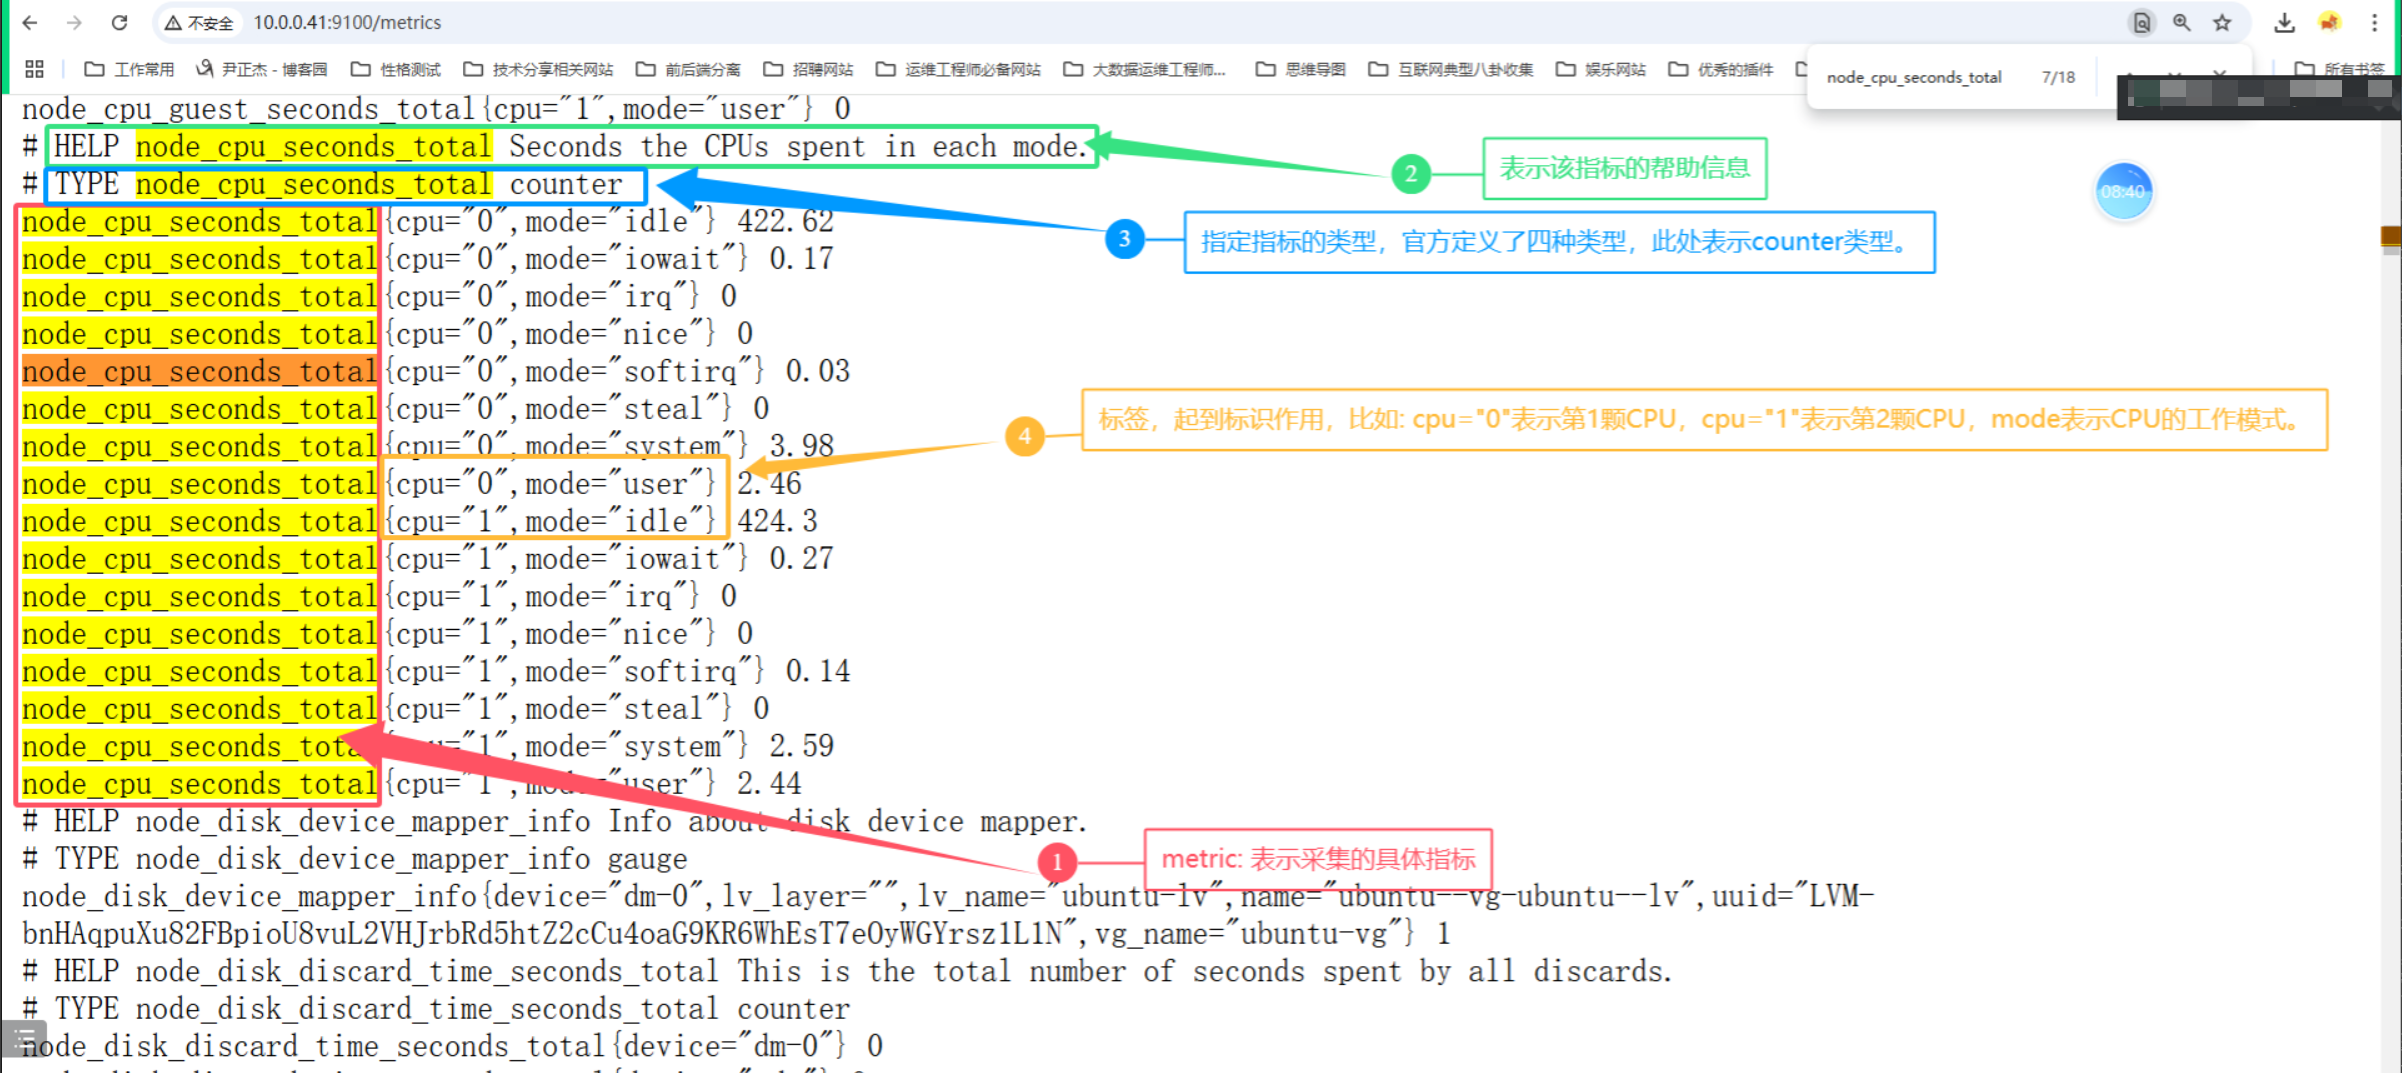 不安全 10.0.0.41:9100/metrics
工作常用 尹正杰 - 博客园 性格测试 技术分享相关网站 前后端分离 招聘网站 运维工程师必备网站 大数据运维工程师... 思维导图 互联网典型八卦收集 娱乐网站 优秀的插件 所有书签
node_cpu_seconds_total 7/18
node_cpu_guest_seconds_total{cpu="1",mode="user"} 0
# HELP node_cpu_seconds_total Seconds the CPUs spent in each mode.
2 表示该指标的帮助信息
# TYPE node_cpu_seconds_total counter
08:40
node_cpu_seconds_total{cpu="0",mode="idle"} 422.62
3 指定指标的类型，官方定义了四种类型，此处表示counter类型。
node_cpu_seconds_total{cpu="0",mode="iowait"} 0.17
node_cpu_seconds_total{cpu="0",mode="irq"} 0
node_cpu_seconds_total{cpu="0",mode="nice"} 0
node_cpu_seconds_total{cpu="0",mode="softirq"} 0.03
node_cpu_seconds_total{cpu="0",mode="steal"} 0
4 标签，起到标识作用，比如: cpu="0"表示第1颗CPU，cpu="1"表示第2颗CPU，mode表示CPU的工作模式。
node_cpu_seconds_total{cpu="0",mode="system"} 3.98
node_cpu_seconds_total{cpu="0",mode="user"} 2.46
node_cpu_seconds_total{cpu="1",mode="idle"} 424.3
node_cpu_seconds_total{cpu="1",mode="iowait"} 0.27
node_cpu_seconds_total{cpu="1",mode="irq"} 0
node_cpu_seconds_total{cpu="1",mode="nice"} 0
node_cpu_seconds_total{cpu="1",mode="softirq"} 0.14
node_cpu_seconds_total{cpu="1",mode="steal"} 0
node_cpu_seconds_total{cpu="1",mode="system"} 2.59
node_cpu_seconds_total{cpu="1",mode="user"} 2.44
# HELP node_disk_device_mapper_info Info about disk device mapper.
# TYPE node_disk_device_mapper_info gauge
1 metric: 表示采集的具体指标
node_disk_device_mapper_info{device="dm-0",lv_layer="",lv_name="ubuntu-lv",name="ubuntu--vg-ubuntu--lv",uuid="LVM-
bnHAqpuXu82FBpioU8vuL2VHJrbRd5htZ2cCu4oaG9KR6WhEsT7eOyWGYrsz1L1N",vg_name="ubuntu-vg"} 1
# HELP node_disk_discard_time_seconds_total This is the total number of seconds spent by all discards.
# TYPE node_disk_discard_time_seconds_total counter
node_disk_discard_time_seconds_total{device="dm-0"} 0